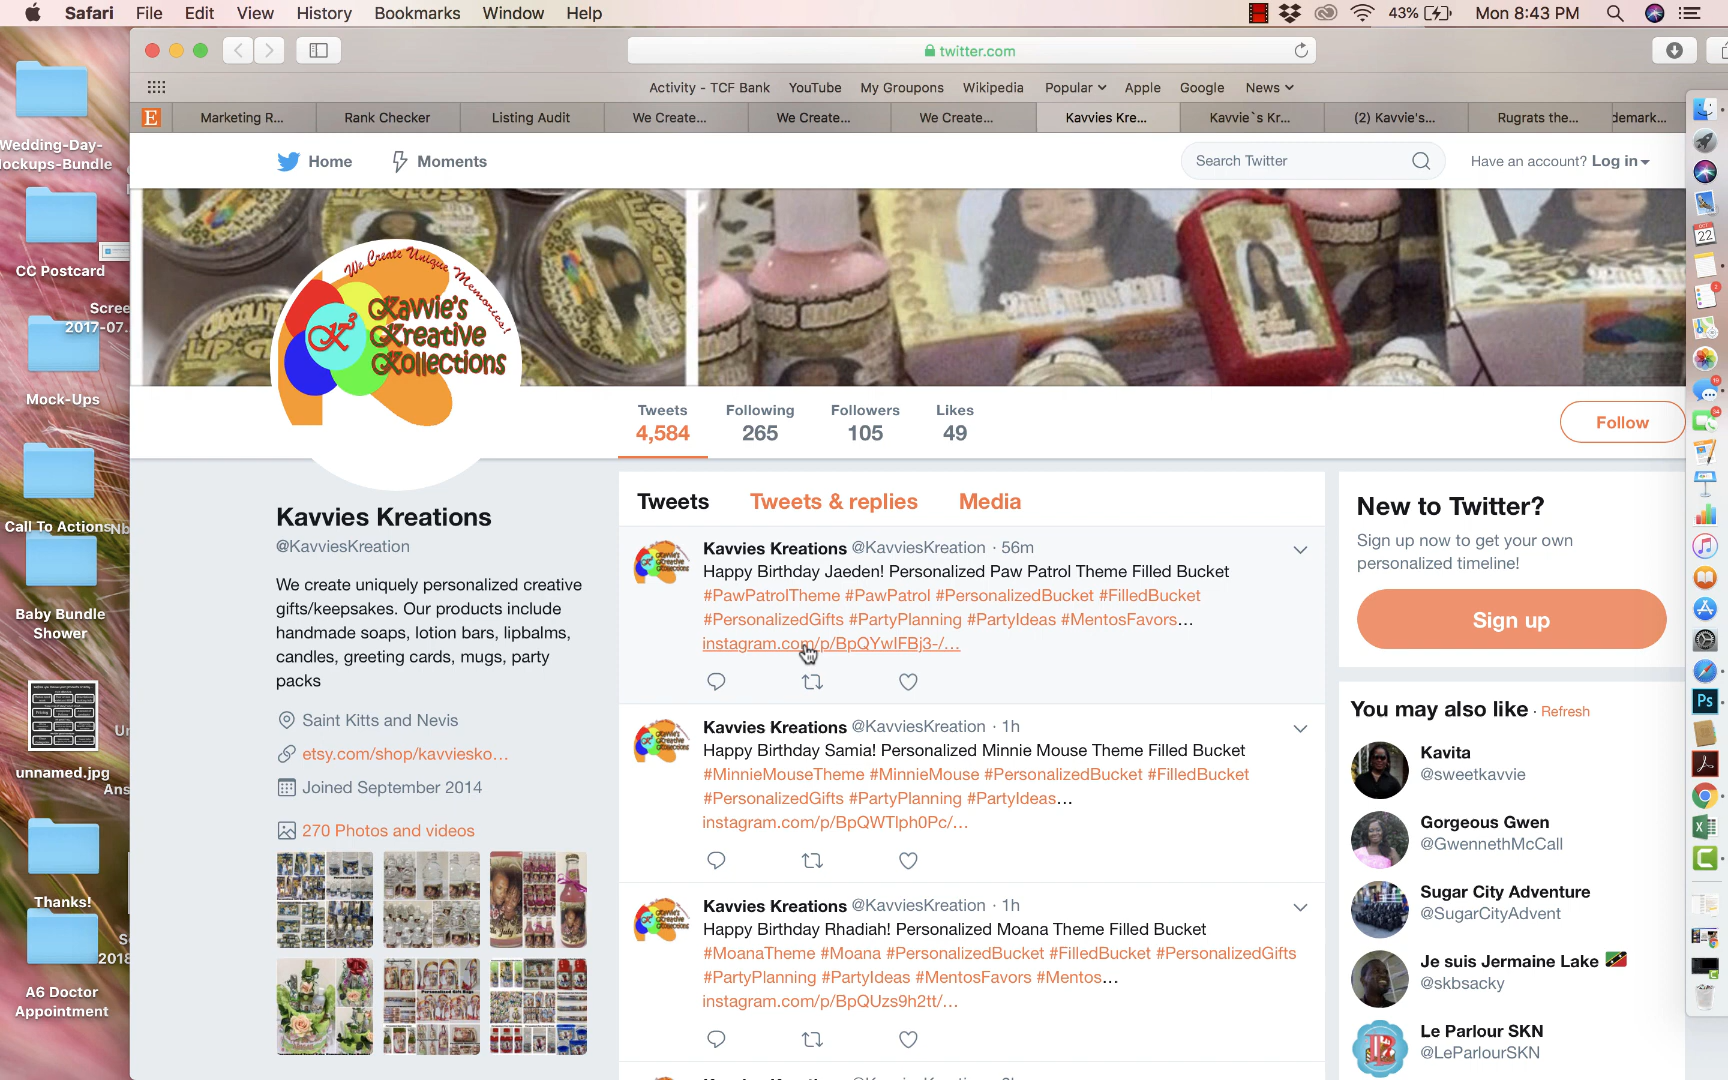 Safari File Edit View History Bookmarks Window Help
43% Mon 8:43 PM
twitter.com
Activity - TCF Bank YouTube My Groupons Wikipedia Popular Apple Google News
E Marketing R... Rank Checker Listing Audit We Create... We Create... We Create... Kavvies Kre... Kavvie`s Kr... (2) Kavvie's... Rugrats the... demark...
Home Moments
Search Twitter
Have an account? Log in
We Create Unique Memories!
K3
Kavvie's
Kreative
Kollections
Tweets Following Followers Likes
4,584 265 105 49
Follow
Kavvies Kreations
@KavviesKreation
We create uniquely personalized creative
gifts/keepsakes. Our products include
handmade soaps, lotion bars, lipbalms,
candles, greeting cards, mugs, party
packs
Saint Kitts and Nevis
etsy.com/shop/kavviesko...
Joined September 2014
270 Photos and videos
Tweets Tweets & replies Media
Kavvies Kreations @KavviesKreation · 56m
Happy Birthday Jaeden! Personalized Paw Patrol Theme Filled Bucket
#PawPatrolTheme #PawPatrol #PersonalizedBucket #FilledBucket
#PersonalizedGifts #PartyPlanning #PartyIdeas #MentosFavors...
instagram.com/p/BpQYwlFBj3-/...
Kavvies Kreations @KavviesKreation · 1h
Happy Birthday Samia! Personalized Minnie Mouse Theme Filled Bucket
#MinnieMouseTheme #MinnieMouse #PersonalizedBucket #FilledBucket
#PersonalizedGifts #PartyPlanning #PartyIdeas...
instagram.com/p/BpQWTlph0Pc/...
Kavvies Kreations @KavviesKreation · 1h
Happy Birthday Rhadiah! Personalized Moana Theme Filled Bucket
#MoanaTheme #Moana #PersonalizedBucket #FilledBucket #PersonalizedGifts
#PartyPlanning #PartyIdeas #MentosFavors #Mentos...
instagram.com/p/BpQUzs9h2tt/...
New to Twitter?
Sign up now to get your own
personalized timeline!
Sign up
You may also like · Refresh
Kavita
@sweetkavvie
Gorgeous Gwen
@GwennethMcCall
Sugar City Adventure
@SugarCityAdvent
Je suis Jermaine Lake
@skbsacky
Le Parlour SKN
@LeParlourSKN
Wedding-Day-
Mockups-Bundle
CC Postcard
Scree
2017-07.
Mock-Ups
Call To Actions
Baby Bundle
Shower
unnamed.jpg
Ans
Thanks!
2018
A6 Doctor
Appointment
22
Ps